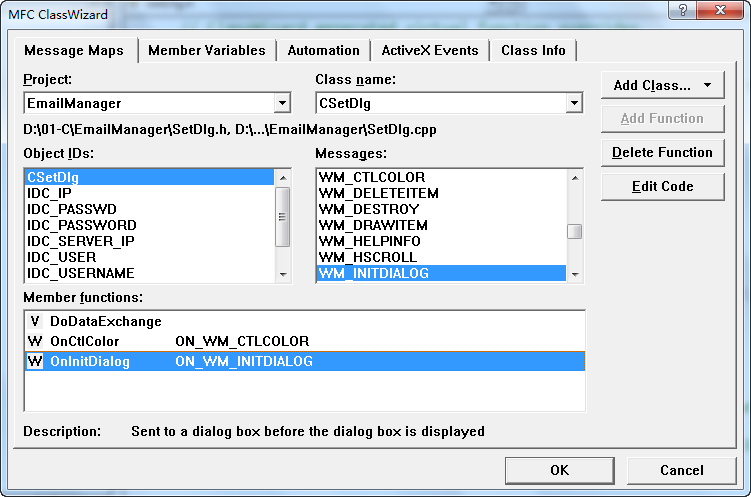 MFC ClassWizard
Message Maps Member Variables Automation ActiveX Events Class Info
Project: Class name:
EmailManager CSetDlg Add Class...
Add Function
D:\01-C\EmailManager\SetDlg.h, D:\...\EmailManager\SetDlg.cpp
Object IDs: Messages: Delete Function
CSetDlg WM_CTLCOLOR
IDC_IP WM_DELETEITEM Edit Code
IDC_PASSWD WM_DESTROY
IDC_PASSWORD WM_DRAWITEM
IDC_SERVER_IP WM_HELPINFO
IDC_USER WM_HSCROLL
IDC_USERNAME WM_INITDIALOG
Member functions:
V DoDataExchange
W OnCtlColor ON_WM_CTLCOLOR
W OnInitDialog ON_WM_INITDIALOG
Description: Sent to a dialog box before the dialog box is displayed
OK Cancel